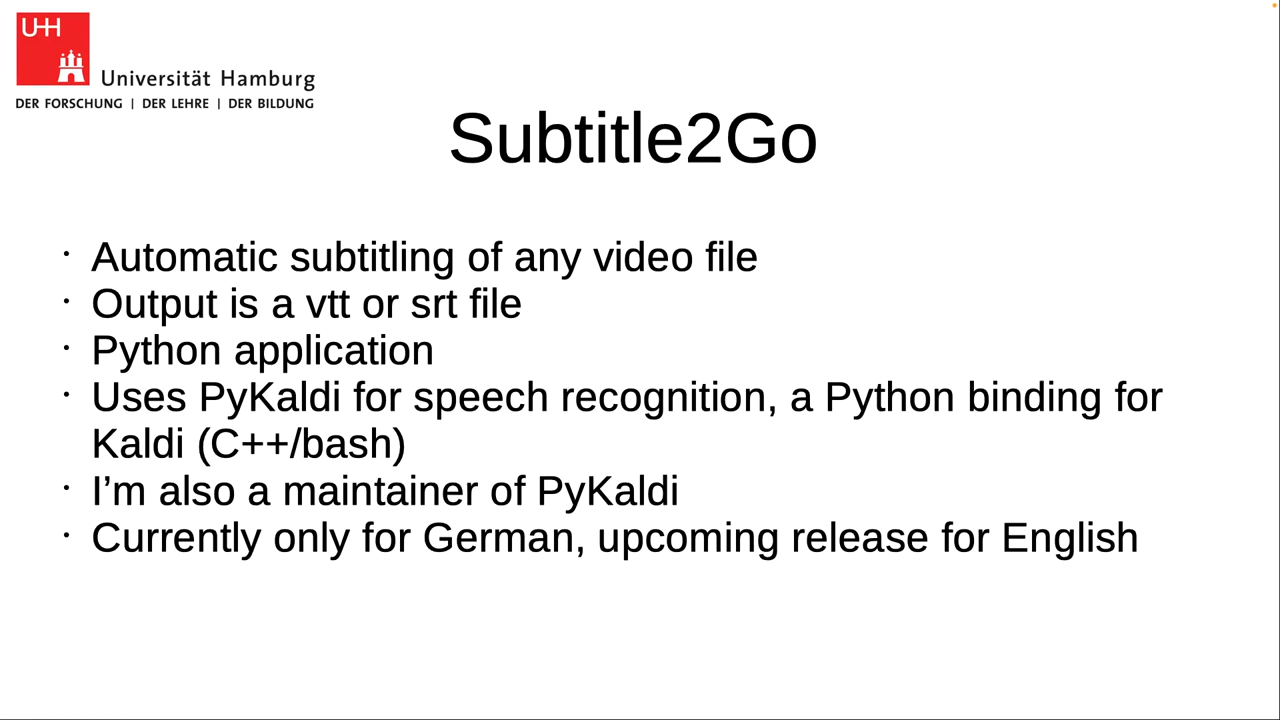 UHH
Universität Hamburg
DER FORSCHUNG | DER LEHRE | DER BILDUNG
Subtitle2Go
· Automatic subtitling of any video file
· Output is a vtt or srt file
· Python application
· Uses PyKaldi for speech recognition, a Python binding for
Kaldi (C++/bash)
· I’m also a maintainer of PyKaldi
· Currently only for German, upcoming release for English